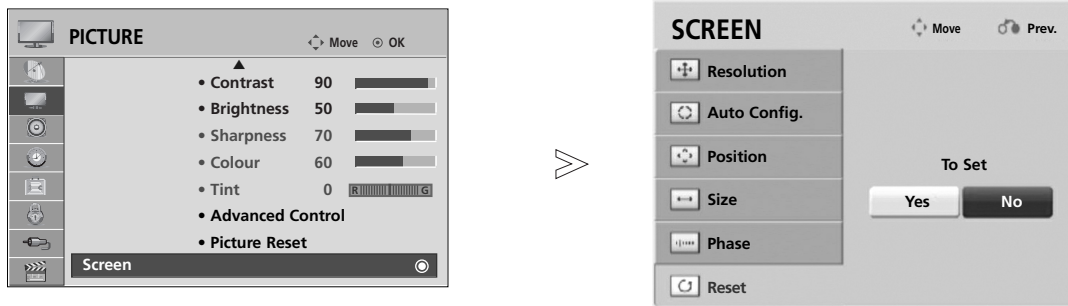 PICTURE Move OK
• Contrast 90
• Brightness 50
• Sharpness 70
• Colour 60
• Tint 0 R G
• Advanced Control
• Picture Reset
Screen
SCREEN Move Prev.
Resolution
Auto Config.
Position
Size
Phase
Reset
To Set
Yes No